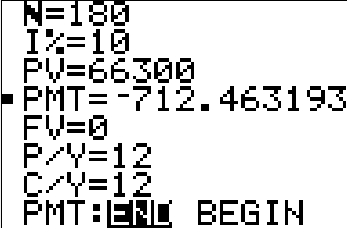 N=180
I%=10
PV=66300
PMT=-712.463193
FV=0
P/Y=12
C/Y=12
PMT:END BEGIN